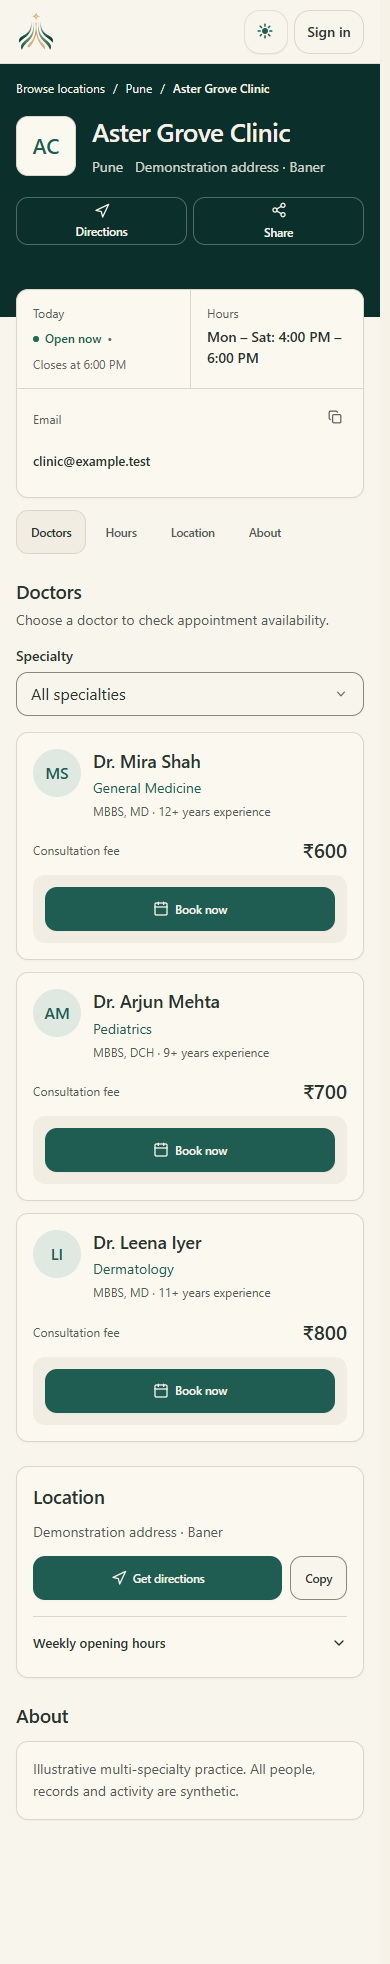 Sign in
Browse locations / Pune / Aster Grove Clinic
AC
Aster Grove Clinic
Pune Demonstration address · Baner
Directions
Share
Today
Open now •
Closes at 6:00 PM
Hours
Mon – Sat: 4:00 PM –
6:00 PM
Email
clinic@example.test
Doctors
Hours
Location
About
Doctors
Choose a doctor to check appointment availability.
Specialty
All specialties
MS
Dr. Mira Shah
General Medicine
MBBS, MD · 12+ years experience
Consultation fee
₹600
Book now
AM
Dr. Arjun Mehta
Pediatrics
MBBS, DCH · 9+ years experience
Consultation fee
₹700
Book now
LI
Dr. Leena Iyer
Dermatology
MBBS, MD · 11+ years experience
Consultation fee
₹800
Book now
Location
Demonstration address · Baner
Get directions
Copy
Weekly opening hours
About
Illustrative multi-specialty practice. All people,
records and activity are synthetic.